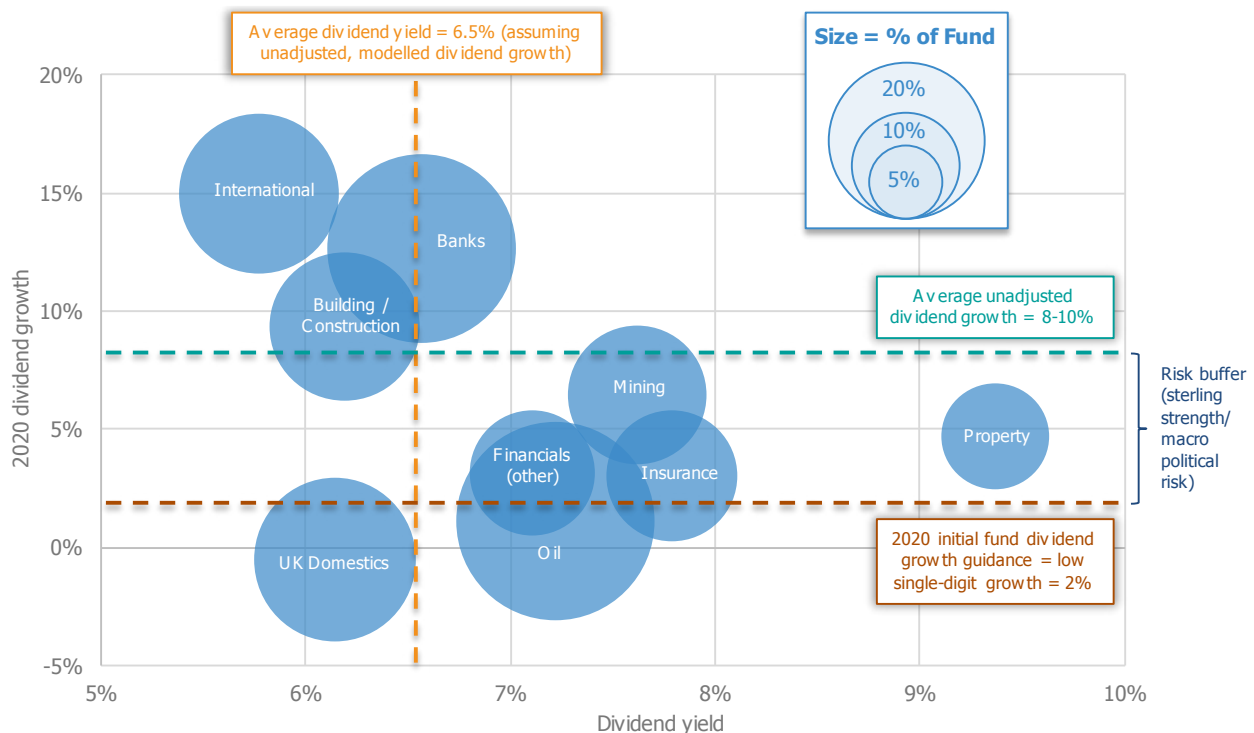 Average dividend yield = 6.5% (assuming
unadjusted, modelled dividend growth)
Size = % of Fund
20%
10%
5%
20%
15%
10%
5%
0%
-5%
2020 dividend growth
International
Banks
Building /
Construction
Average unadjusted
dividend growth = 8-10%
Mining
Financials
(other)
Insurance
Property
Risk buffer
(sterling
strength/
macro
political
risk)
UK Domestics
Oil
2020 initial fund dividend
growth guidance = low
single-digit growth = 2%
5%
6%
7%
8%
9%
10%
Dividend yield